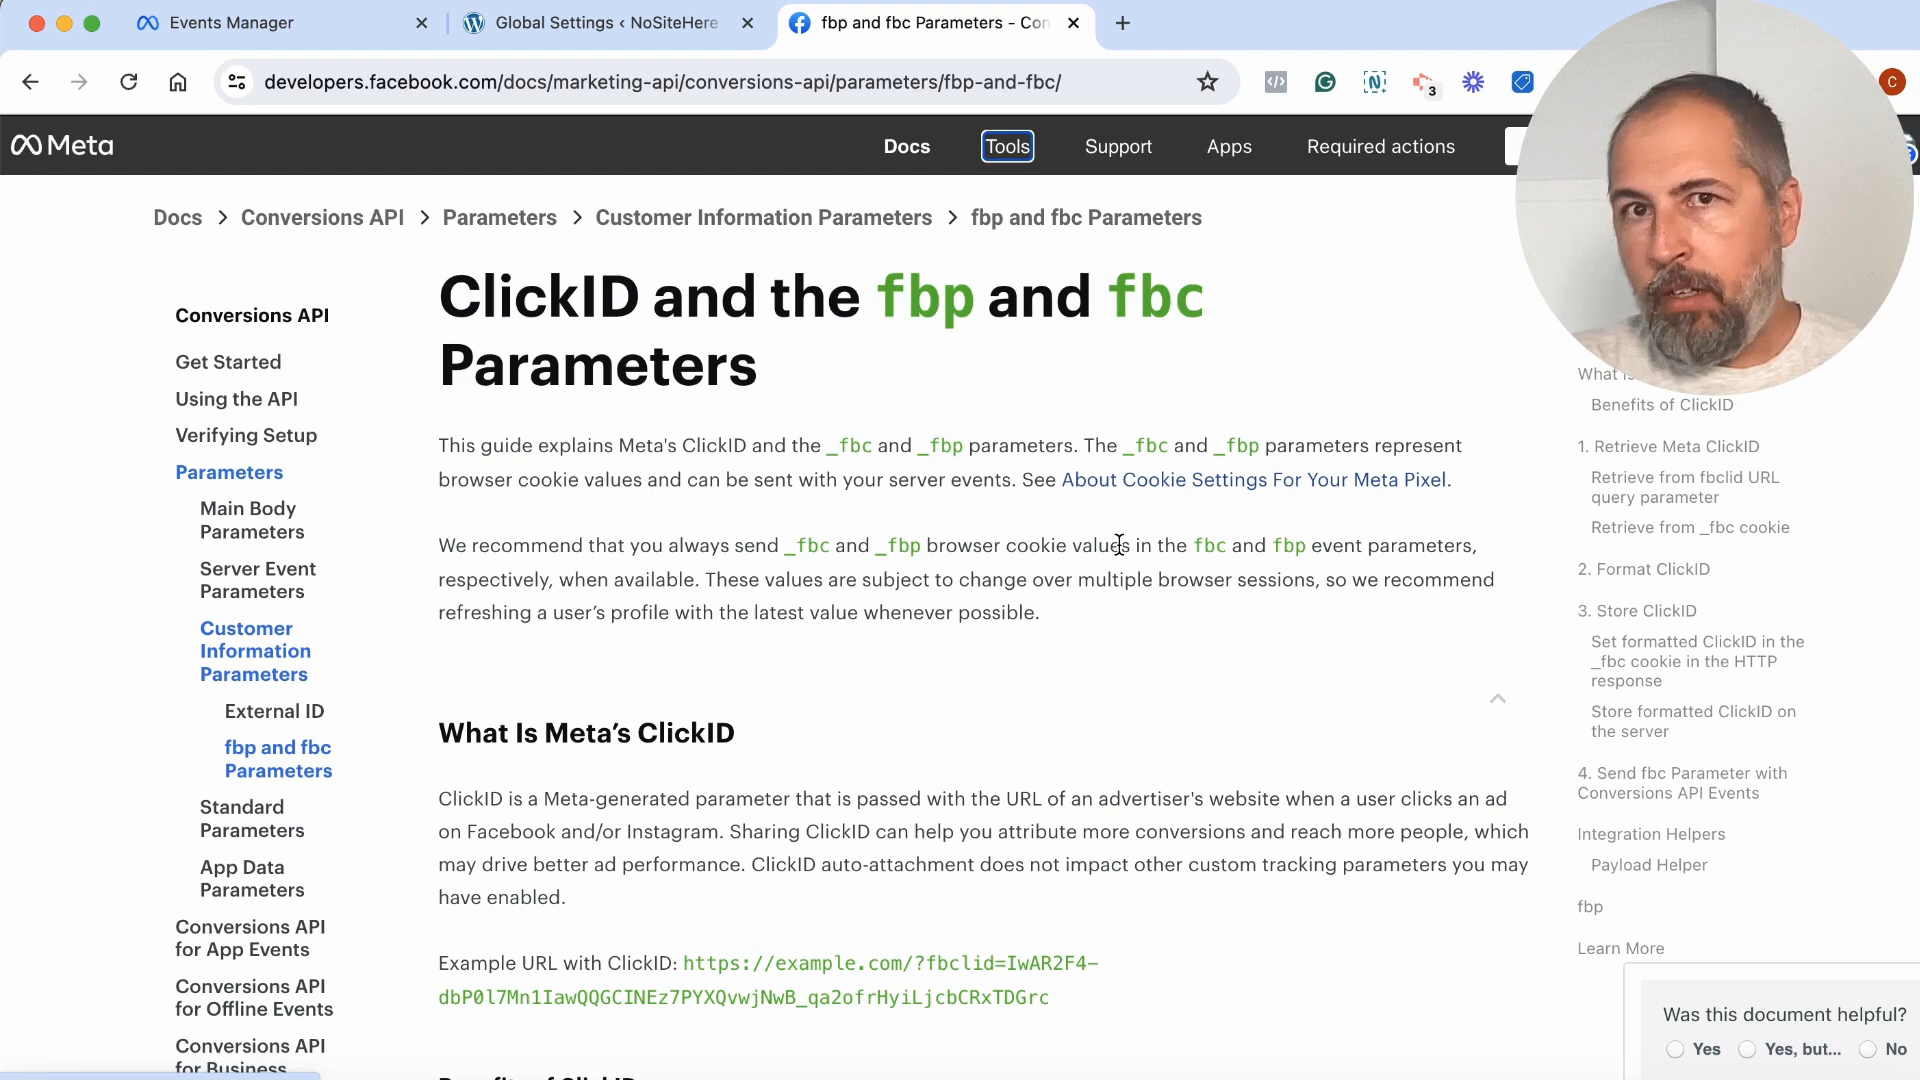 Events Manager
Global Settings ‹ NoSiteHere
fbp and fbc Parameters - Con
developers.facebook.com/docs/marketing-api/conversions-api/parameters/fbp-and-fbc/
3
C
Meta
Docs
Tools
Support
Apps
Required actions
Docs > Conversions API > Parameters > Customer Information Parameters > fbp and fbc Parameters
Conversions API
Get Started
Using the API
Verifying Setup
Parameters
Main Body
Parameters
Server Event
Parameters
Customer
Information
Parameters
External ID
fbp and fbc
Parameters
Standard
Parameters
App Data
Parameters
Conversions API
for App Events
Conversions API
for Offline Events
Conversions API
for Business
ClickID and the fbp and fbc
Parameters
This guide explains Meta's ClickID and the _fbc and _fbp parameters. The _fbc and _fbp parameters represent
browser cookie values and can be sent with your server events. See About Cookie Settings For Your Meta Pixel.
We recommend that you always send _fbc and _fbp browser cookie values in the fbc and fbp event parameters,
respectively, when available. These values are subject to change over multiple browser sessions, so we recommend
refreshing a user’s profile with the latest value whenever possible.
What Is Meta’s ClickID
ClickID is a Meta-generated parameter that is passed with the URL of an advertiser's website when a user clicks an ad
on Facebook and/or Instagram. Sharing ClickID can help you attribute more conversions and reach more people, which
may drive better ad performance. ClickID auto-attachment does not impact other custom tracking parameters you may
have enabled.
Example URL with ClickID: https://example.com/?fbclid=IwAR2F4-
dbP0l7Mn1IawQQGCINEz7PYXQvwjNwB_qa2ofrHyiLjcbCRxTDGrc
Benefits of ClickID
What
Benefits of ClickID
1. Retrieve Meta ClickID
Retrieve from fbclid URL
query parameter
Retrieve from _fbc cookie
2. Format ClickID
3. Store ClickID
Set formatted ClickID in the
_fbc cookie in the HTTP
response
Store formatted ClickID on
the server
4. Send fbc Parameter with
Conversions API Events
Integration Helpers
Payload Helper
fbp
Learn More
Was this document helpful?
Yes
Yes, but...
No